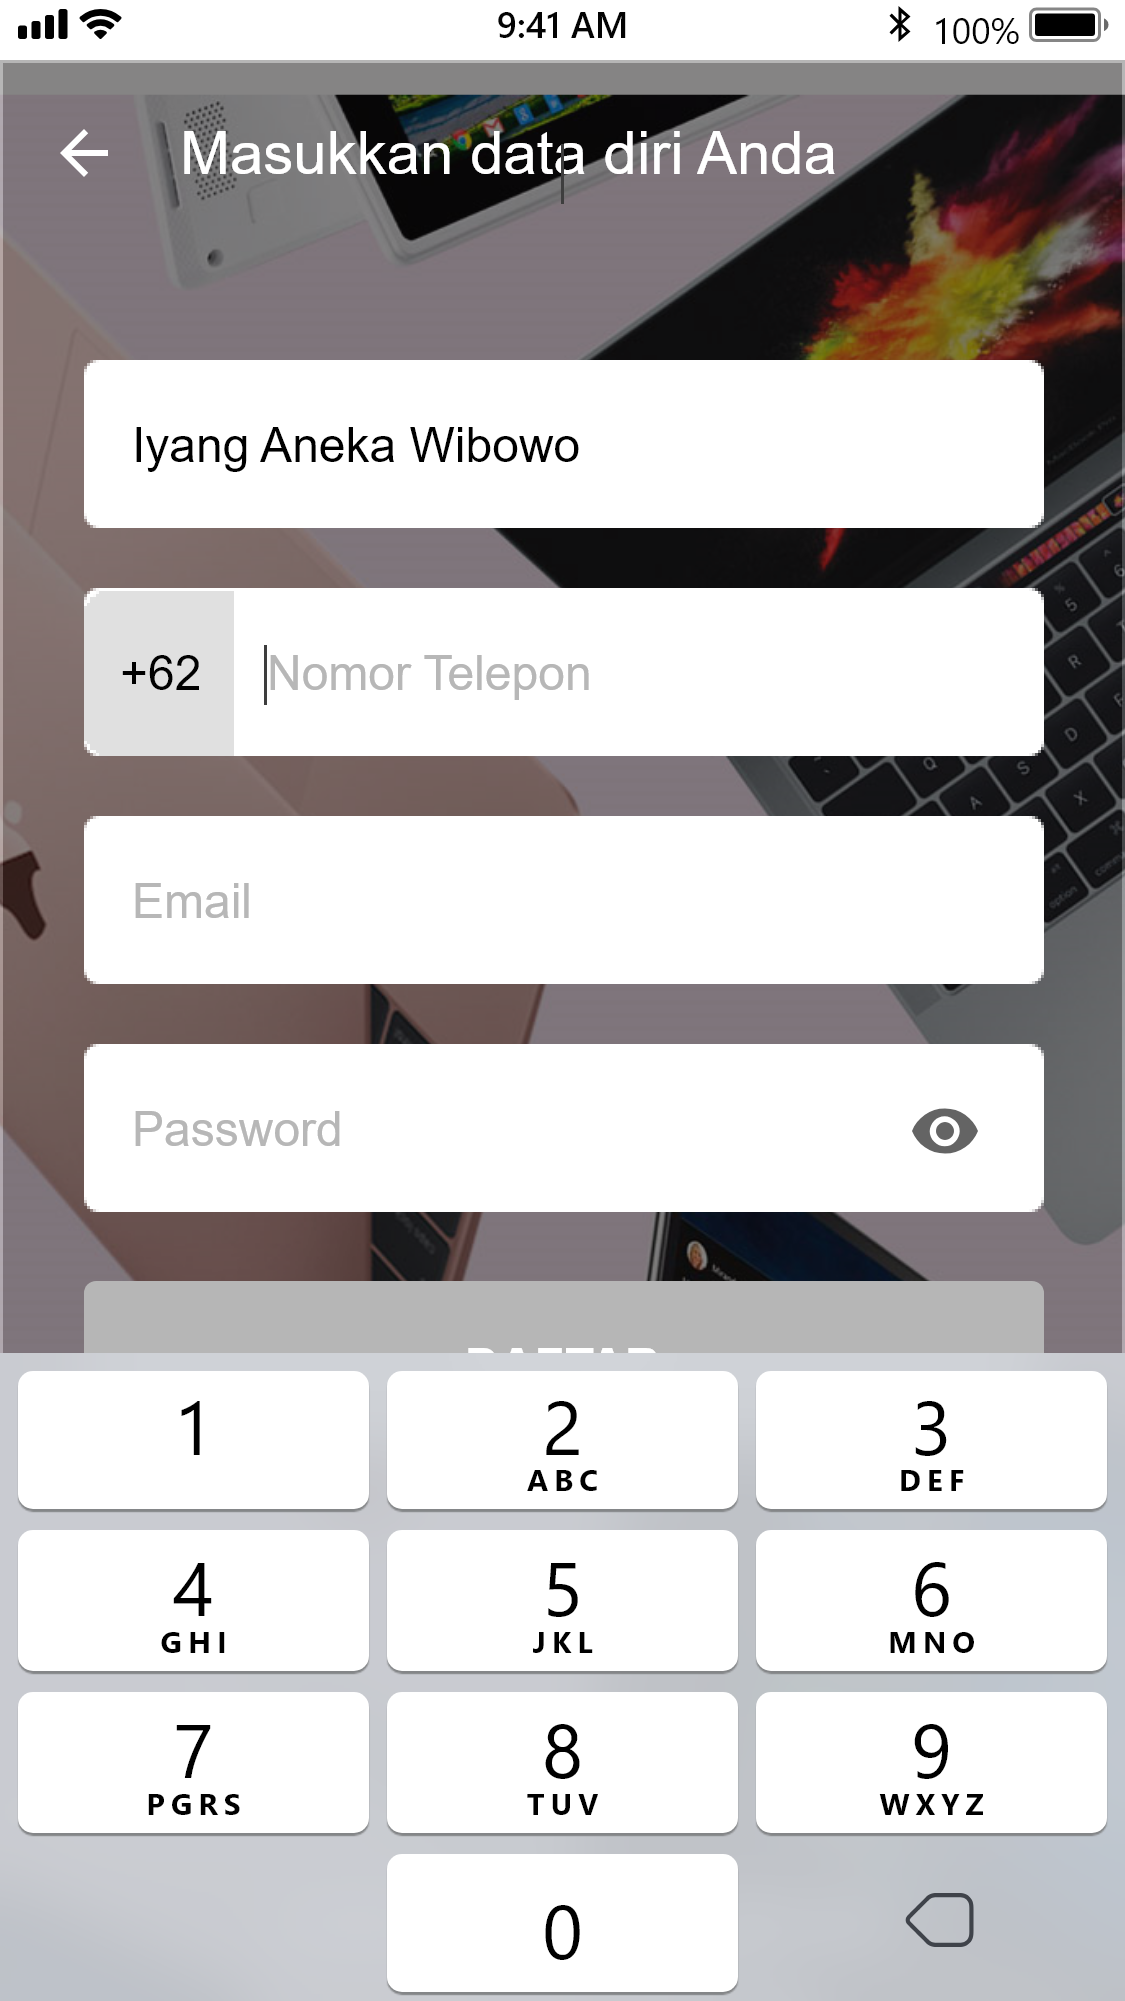 9:41 AM
100%
Masukkan data diri Anda
Iyang Aneka Wibowo
+62
Nomor Telepon
Email
Password
DAFTAR
1
2
ABC
3
DEF
4
GHI
5
JKL
6
MNO
7
PGRS
8
TUV
9
WXYZ
0